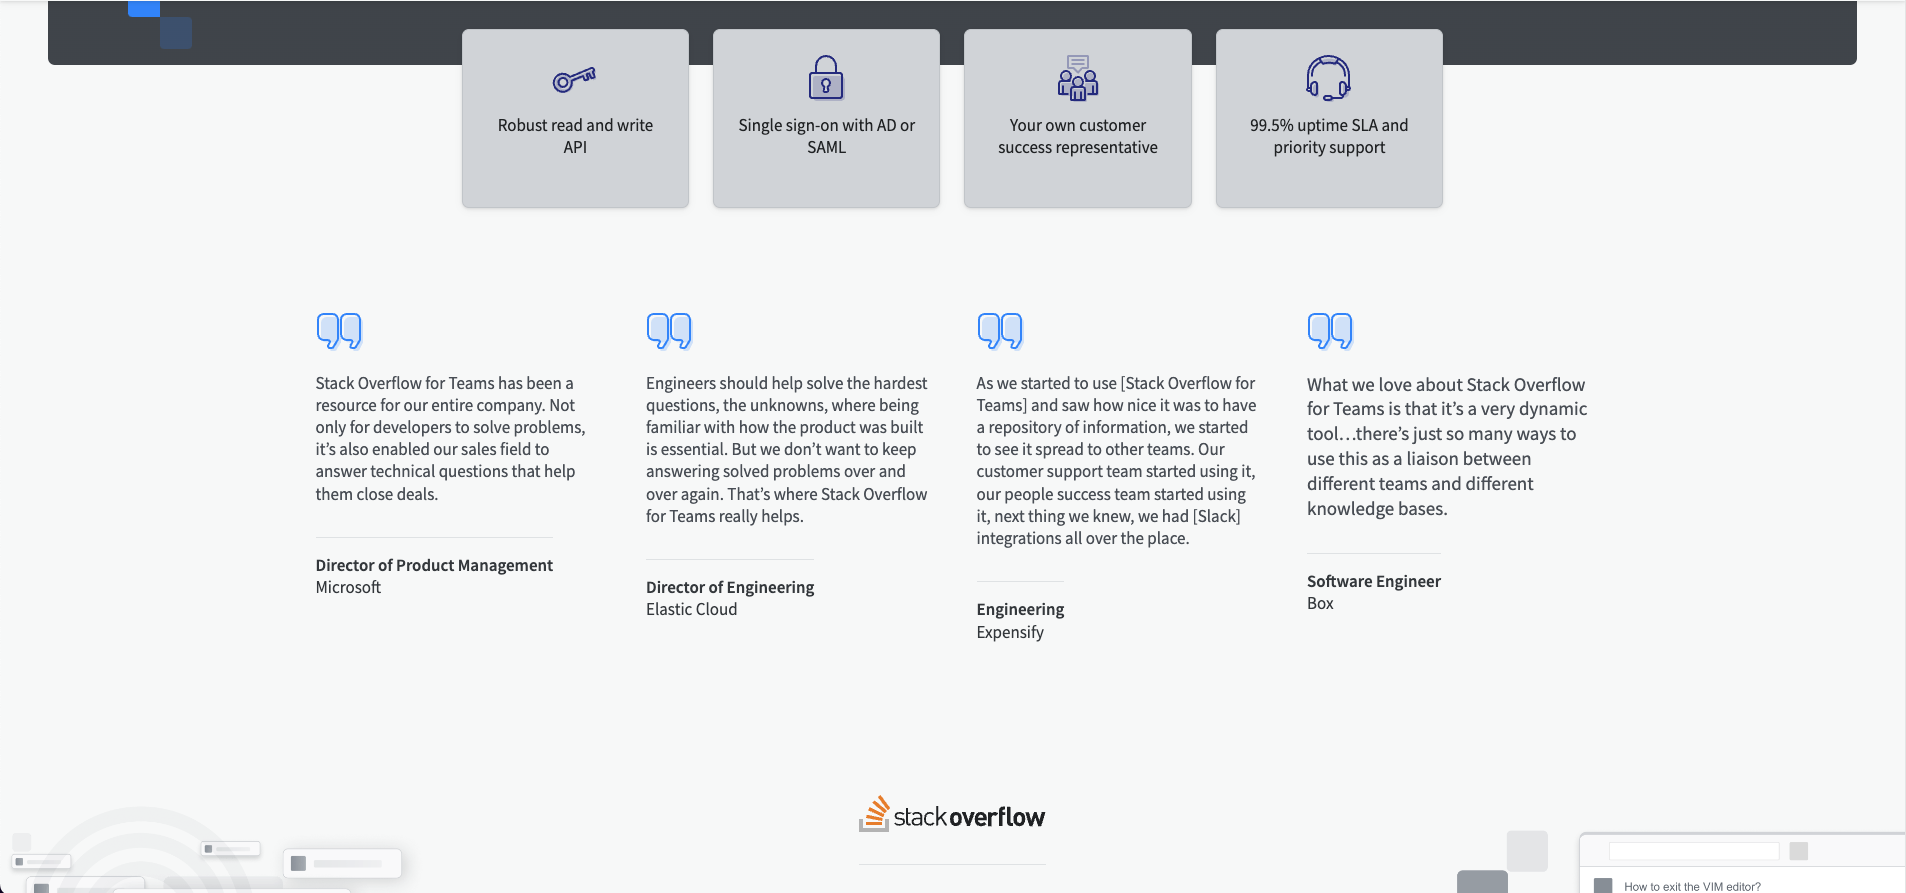 Robust read and write
API
Single sign-on with AD or
SAML
Your own customer
success representative
99.5% uptime SLA and
priority support
Stack Overflow for Teams has been a
resource for our entire company. Not
only for developers to solve problems,
it’s also enabled our sales field to
answer technical questions that help
them close deals.
Director of Product Management
Microsoft
Engineers should help solve the hardest
questions, the unknowns, where being
familiar with how the product was built
is essential. But we don’t want to keep
answering solved problems over and
over again. That’s where Stack Overflow
for Teams really helps.
Director of Engineering
Elastic Cloud
As we started to use [Stack Overflow for
Teams] and saw how nice it was to have
a repository of information, we started
to see it spread to other teams. Our
customer support team started using it,
our people success team started using
it, next thing we knew, we had [Slack]
integrations all over the place.
Engineering
Expensify
What we love about Stack Overflow
for Teams is that it’s a very dynamic
tool…there’s just so many ways to
use this as a liaison between
different teams and different
knowledge bases.
Software Engineer
Box
stackoverflow
How to exit the VIM editor?